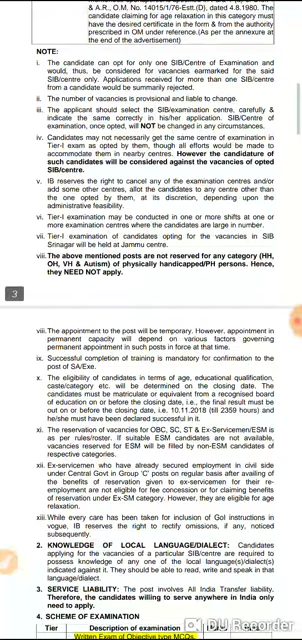 & A.R., O.M. No. 14015/1/76-Estt.(D), dated 4.8.1980. The
candidate claiming for age relaxation in this category must
have the desired certificate in the form & from the authority
prescribed in OM under reference.(As per the annexure at
the end of the advertisement)
NOTE:
i. The candidate can opt for only one SIB/Centre of Examination and
would, thus, be considered for vacancies earmarked for the said
SIB/centre only. Applications received for more than one SIB/centre
from a candidate would be summarily rejected.
ii. The number of vacancies is provisional and liable to change.
iii. The applicant should select the SIB/examination centre, carefully &
indicate the same correctly in his/her application. SIB/Centre of
examination, once opted, will NOT be changed in any circumstances.
iv. Candidates may not necessarily get the same centre of examination in
Tier-I exam as opted by them, though all efforts would be made to
accommodate them in nearby centres. However the candidature of
such candidates will be considered against the vacancies of opted
SIB/centre.
v. IB reserves the right to cancel any of the examination centres and/or
add some other centres, allot the candidates to any centre other than
the one opted by them, at its discretion, depending upon the
administrative feasibility.
vi. Tier-I examination may be conducted in one or more shifts at one or
more examination centres where the candidates are large in number.
vii. Tier-I examination of candidates opting for the vacancies in SIB
Srinagar will be held at Jammu centre.
viii. The above mentioned posts are not reserved for any category (HH,
OH, VH & Autism) of physically handicapped/PH persons. Hence,
they NEED NOT apply.
3
viii. The appointment to the post will be temporary. However, appointment in
permanent capacity will depend on various factors governing
permanent appointment in such posts in force at that time.
ix. Successful completion of training is mandatory for confirmation to the
post of SA/Exe.
x. The eligibility of candidates in terms of age, educational qualification,
caste/category etc. will be determined on the closing date. The
candidates must be matriculate or equivalent from a recognised board
of education on or before the closing date, i.e., the final result must be
out on or before the closing date, i.e. 10.11.2018 (till 2359 hours) and
he/she must have been declared successful in it.
xi. The reservation of vacancies for OBC, SC, ST & Ex-Servicemen/ESM is
as per rules/roster. If suitable ESM candidates are not available,
vacancies reserved for ESM will be filled by non-ESM candidates of
respective categories.
xii. Ex-servicemen who have already secured employment in civil side
under Central Govt in Group 'C' posts on regular basis after availing of
the benefits of reservation given to ex-servicemen for their re-
employment are not eligible for fee concession or for claiming benefits
of reservation under Ex-SM category. However, they are eligible for age
relaxation.
xiii. While every care has been taken for inclusion of GoI instructions in
vogue, IB reserves the right to rectify omissions, if any, noticed
subsequently.
2. KNOWLEDGE OF LOCAL LANGUAGE/DIALECT: Candidates
applying for the vacancies of a particular SIB/centre are required to
possess knowledge of any one of the local language(s)/dialect(s)
indicated against it. They should be able to read, write and speak in that
language/dialect.
3. SERVICE LIABILITY: The post involves All India Transfer liability.
Therefore, the candidates willing to serve anywhere in India only
need to apply.
4. SCHEME OF EXAMINATION
DU RECORDER
Tier Description of examination
Written Exam of Objective type MCQs.